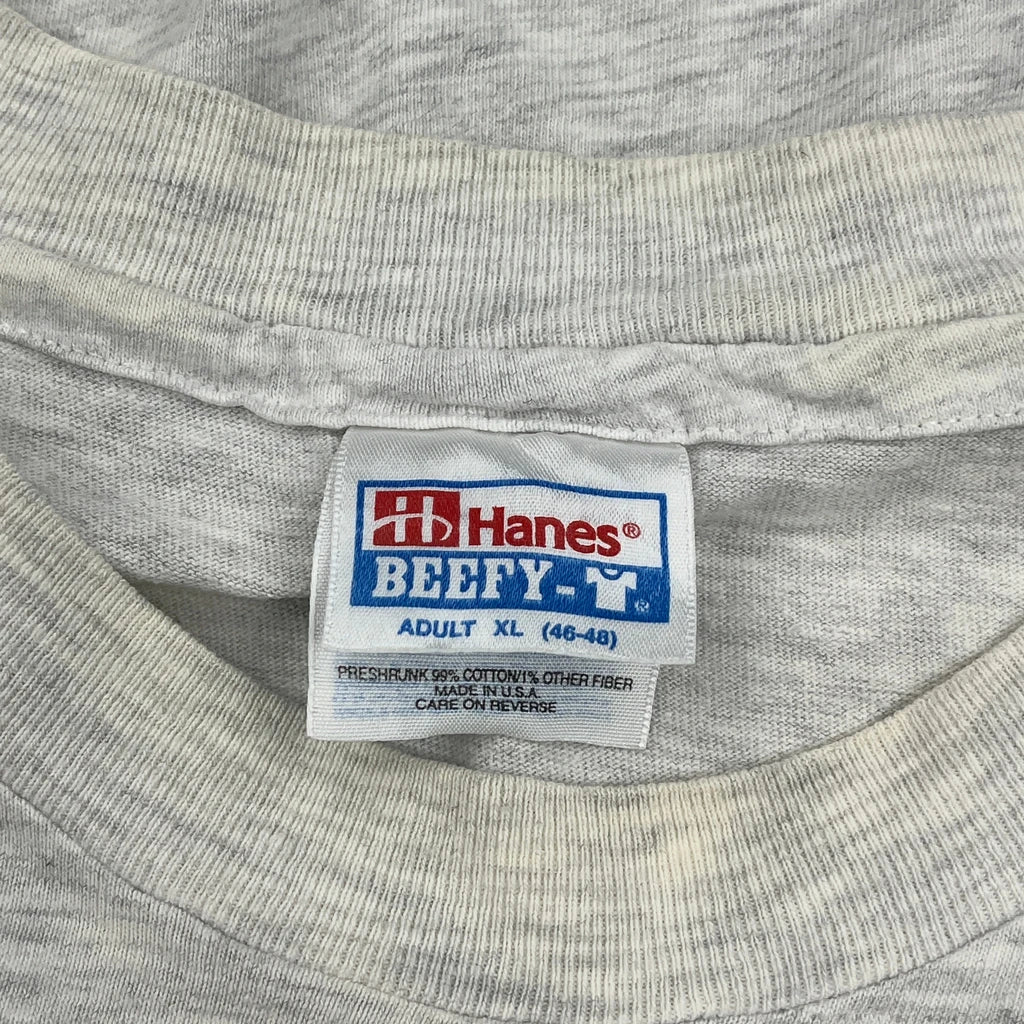 Hanes®
BEEFY-T®
ADULT XL (46-48)
PRESHRUNK 99% COTTON/1% OTHER FIBER
MADE IN U.S.A.
CARE ON REVERSE